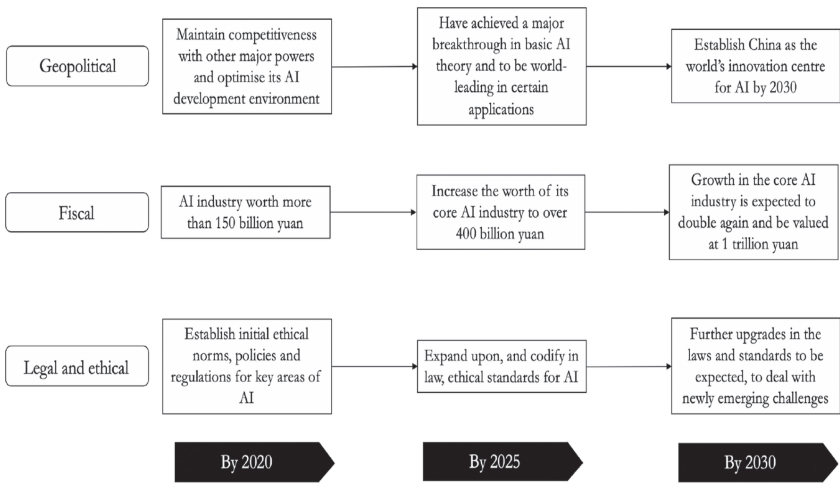 Geopolitical
Maintain competitiveness
with other major powers
and optimise its AI
development environment
Have achieved a major
breakthrough in basic AI
theory and to be world-
leading in certain
applications
Establish China as the
world's innovation centre
for AI by 2030
Fiscal
AI industry worth more
than 150 billion yuan
Increase the worth of its
core AI industry to over
400 billion yuan
Growth in the core AI
industry is expected to
double again and be valued
at 1 trillion yuan
Legal and ethical
Establish initial ethical
norms, policies and
regulations for key areas of
AI
Expand upon, and codify in
law, ethical standards for AI
Further upgrades in the
laws and standards to be
expected, to deal with
newly emerging challenges
By 2020
By 2025
By 2030